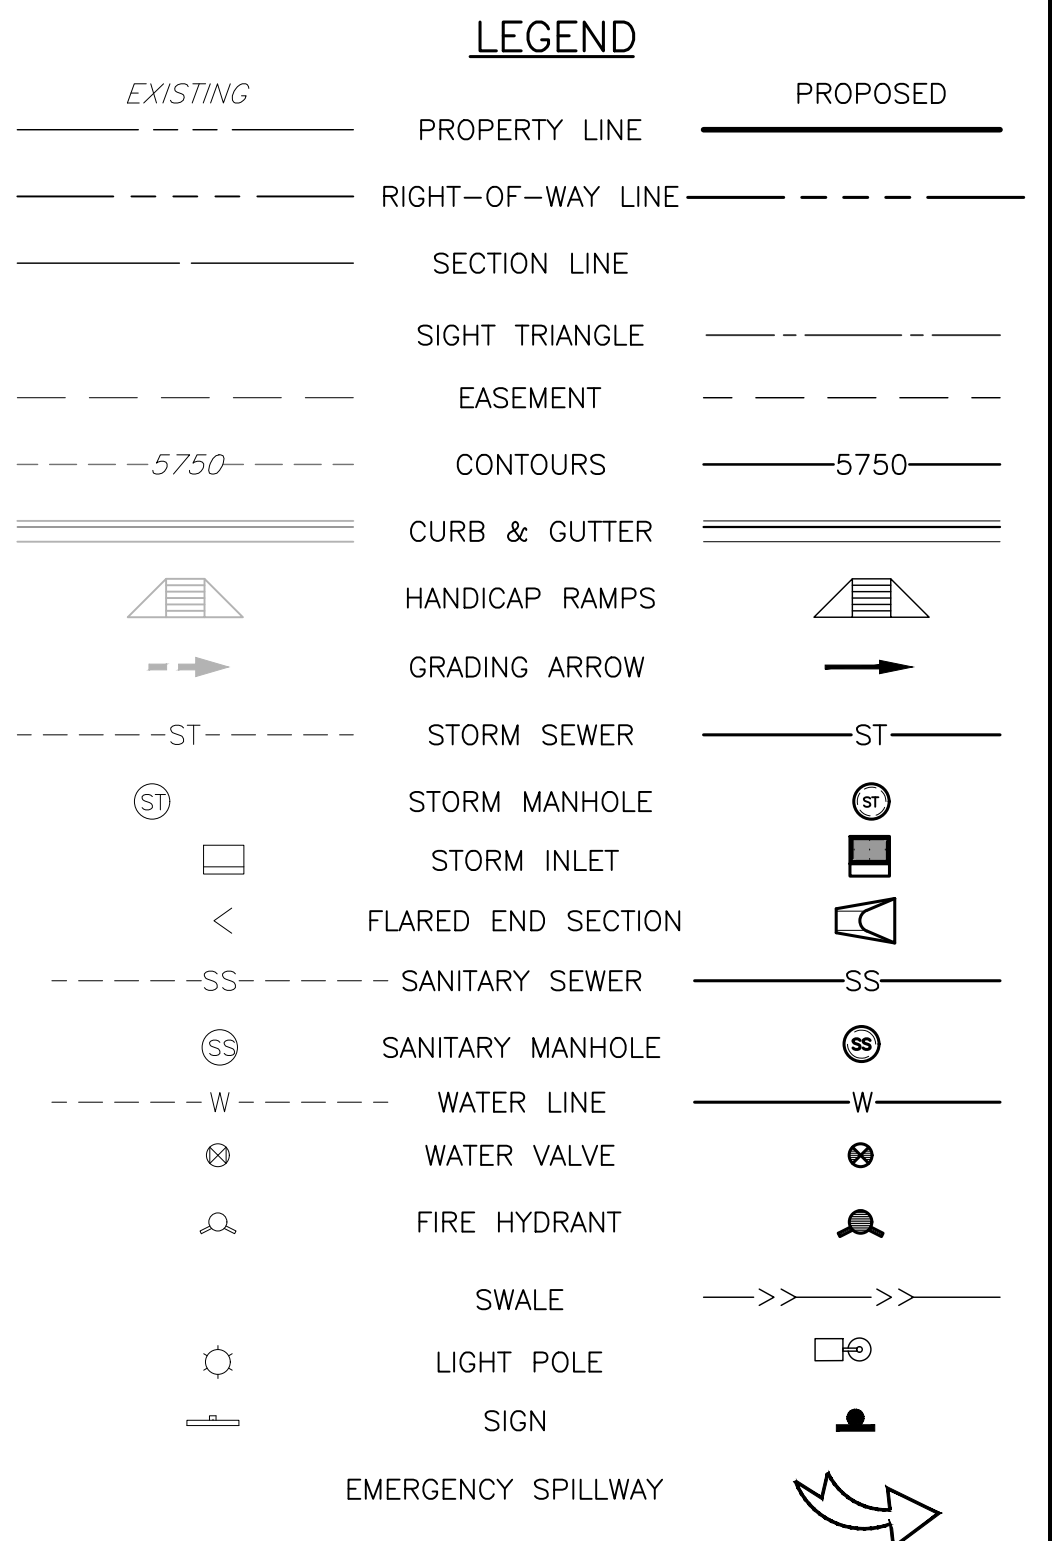 LEGEND
EXISTING PROPOSED
PROPERTY LINE
RIGHT-OF-WAY LINE
SECTION LINE
SIGHT TRIANGLE
EASEMENT
5750 CONTOURS 5750
CURB & GUTTER
HANDICAP RAMPS
GRADING ARROW
ST STORM SEWER ST
ST STORM MANHOLE ST
STORM INLET
FLARED END SECTION
SS SANITARY SEWER SS
SS SANITARY MANHOLE SS
W WATER LINE W
WATER VALVE
FIRE HYDRANT
SWALE
LIGHT POLE
SIGN
EMERGENCY SPILLWAY